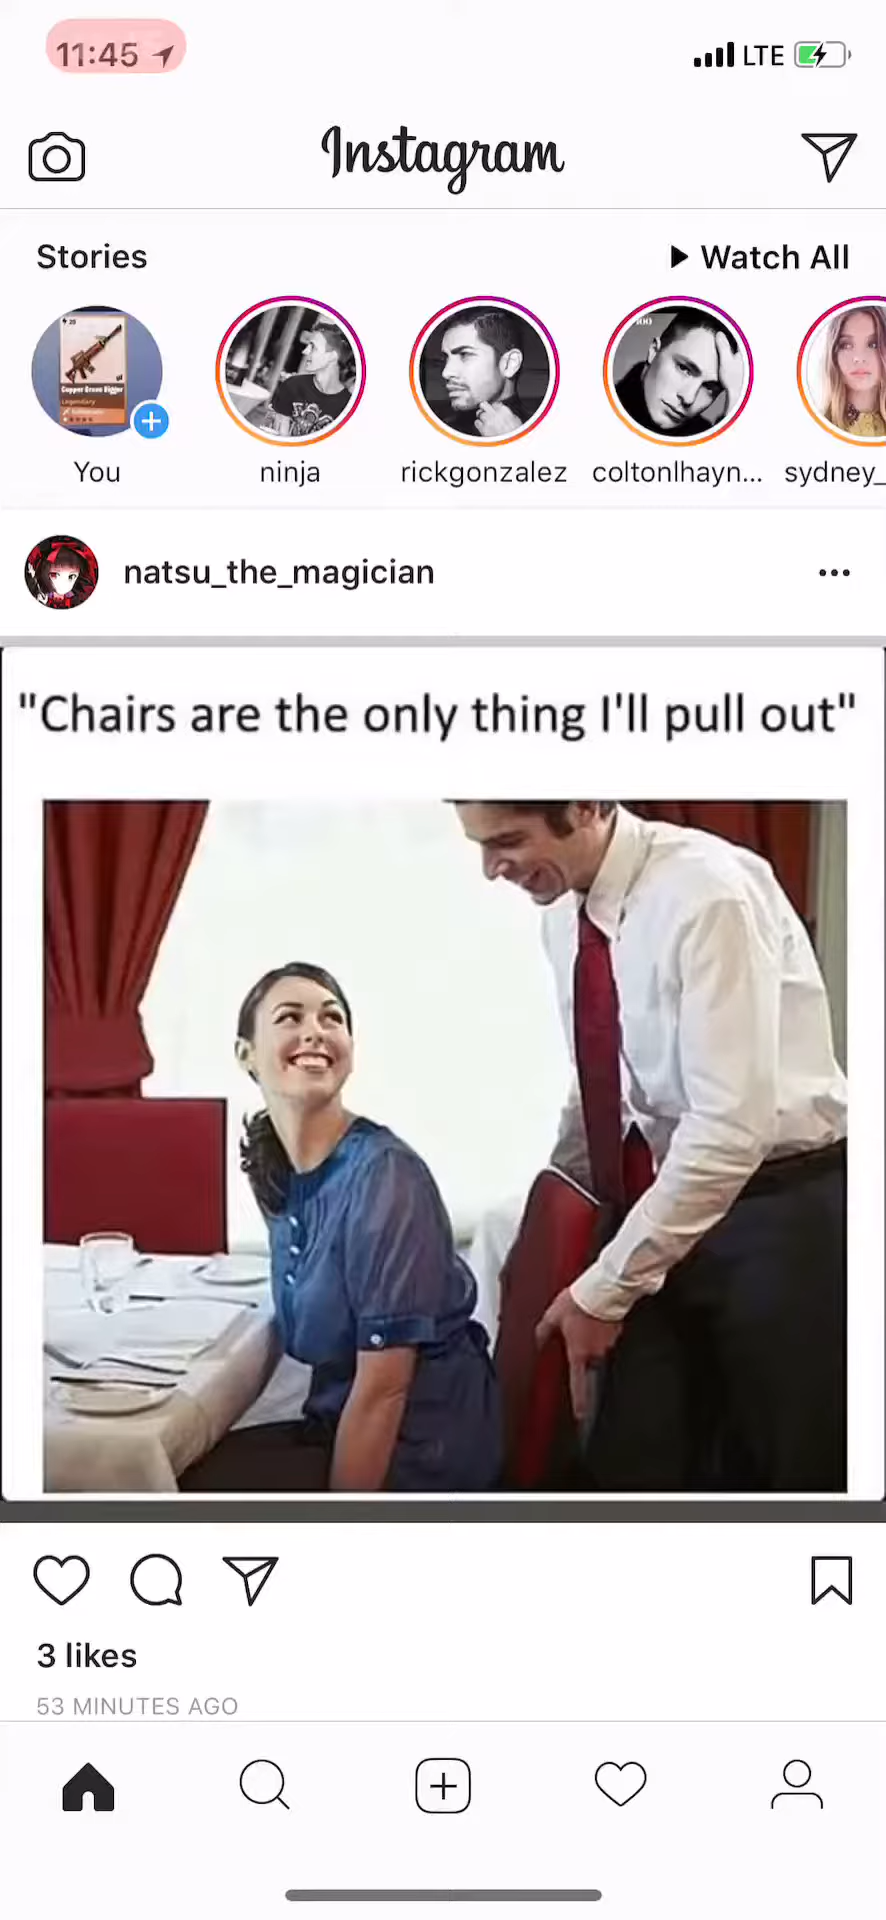 11:45 LTE
Instagram
Stories Watch All
You ninja rickgonzalez coltonlhayn... sydney_
natsu_the_magician
"Chairs are the only thing I'll pull out"
3 likes
53 MINUTES AGO